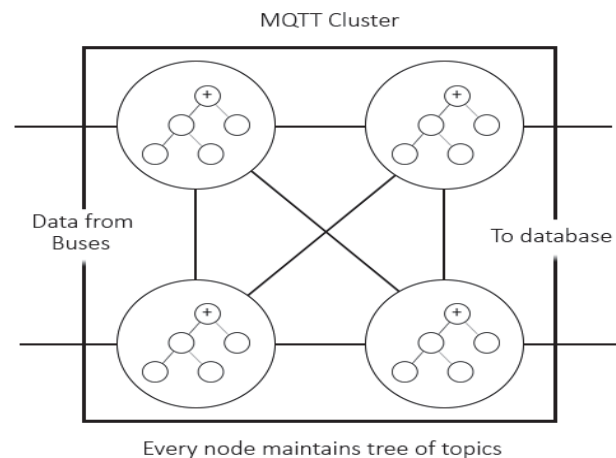 MQTT Cluster
+
+
Data from
Buses
To database
+
+
Every node maintains tree of topics